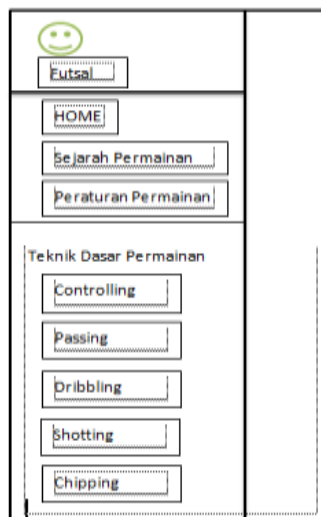 Futsal
HOME
Sejarah Permainan
Peraturan Permainan
Teknik Dasar Permainan
Controlling
Passing
Dribbling
Shotting
Chipping